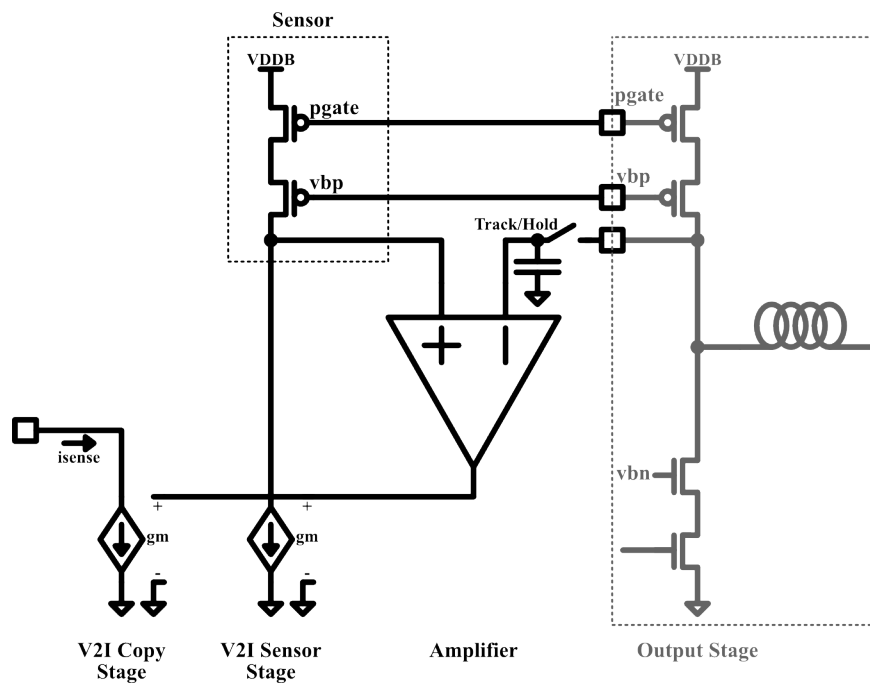 Sensor
VDDB
VDDB
pgate
pgate
vbp
vbp
Track/Hold
isense
+
+
vbn
gm
gm
-
-
V2I Copy
Stage
V2I Sensor
Stage
Amplifier
Output Stage